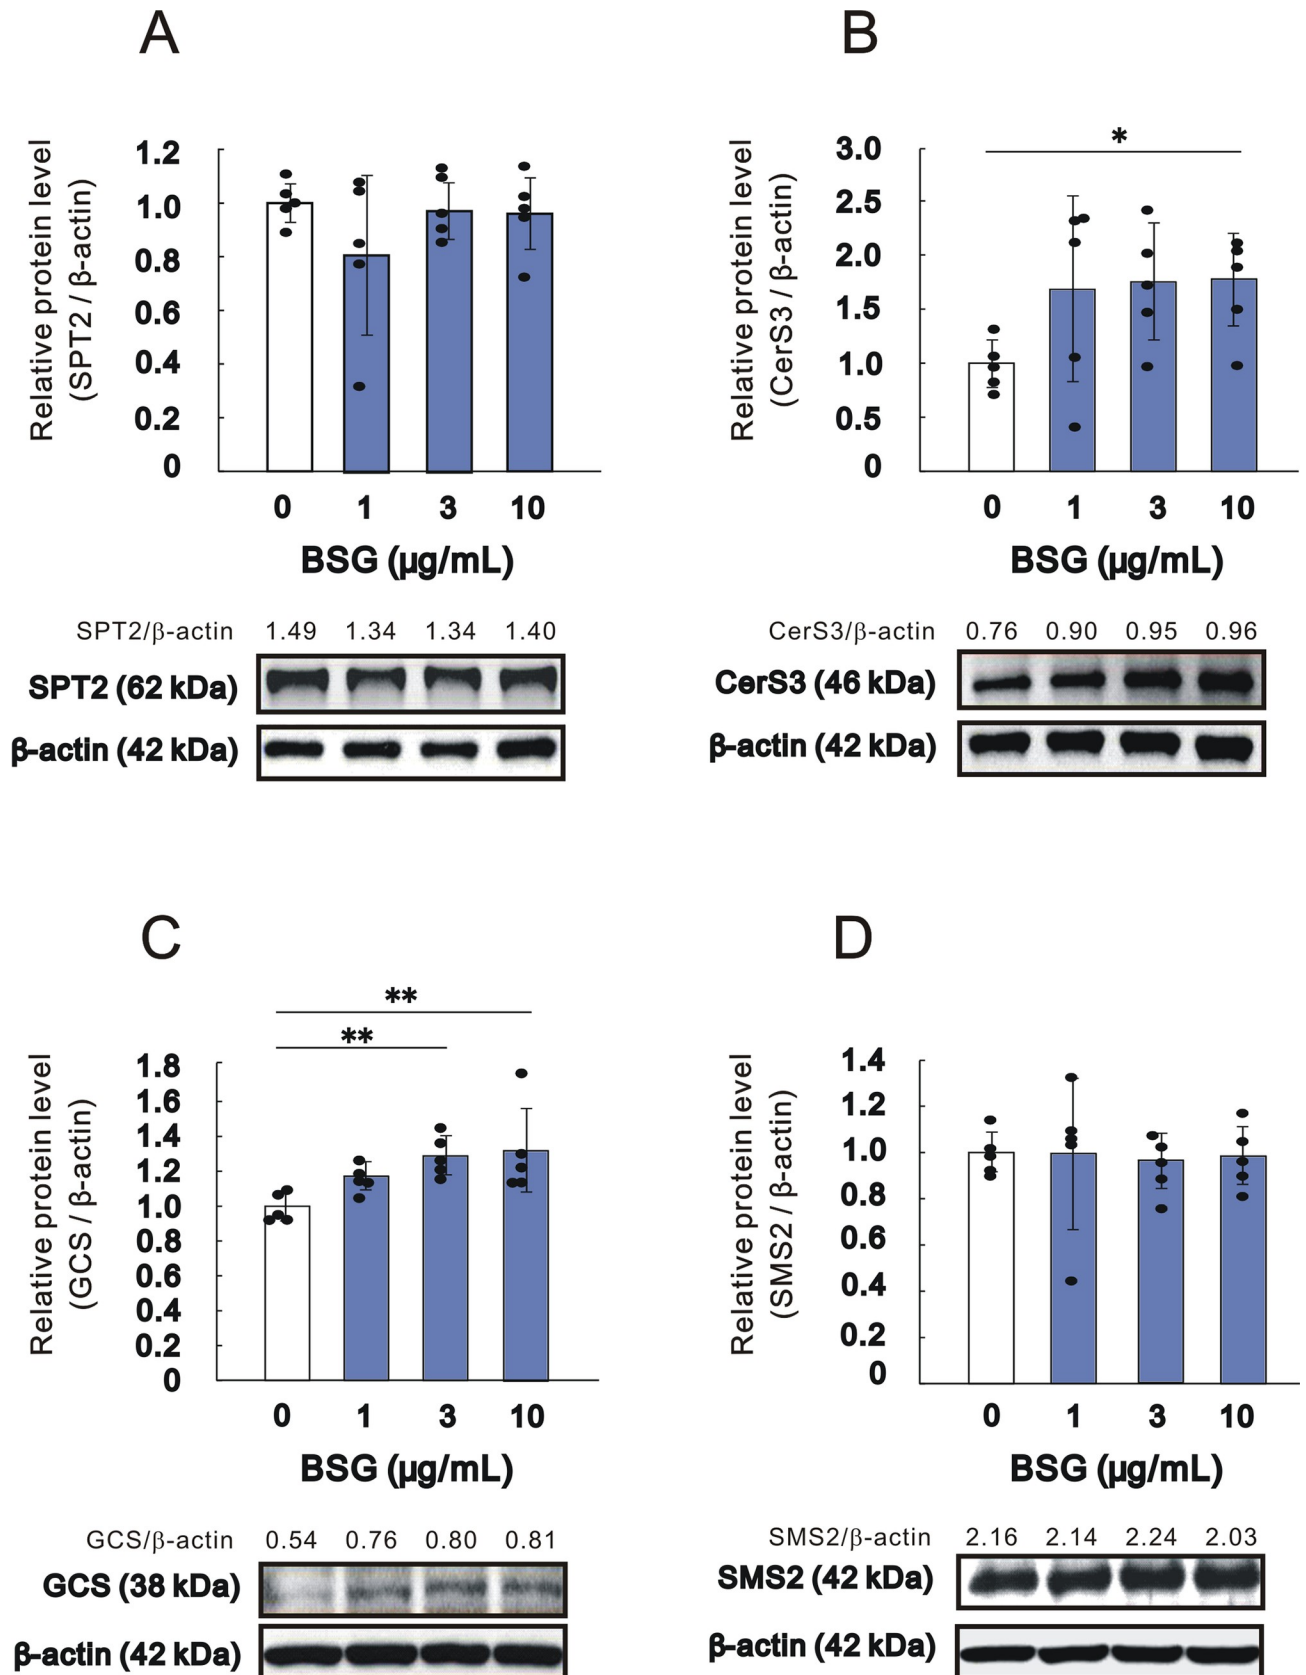 A
Relative protein level
(SPT2 / β-actin)
1.2
1.0
0.8
0.6
0.4
0.2
0
0 1 3 10
BSG (µg/mL)
SPT2/β-actin 1.49 1.34 1.34 1.40
SPT2 (62 kDa)
β-actin (42 kDa)
B
Relative protein level
(CerS3 / β-actin)
*
3.0
2.5
2.0
1.5
1.0
0.5
0
0 1 3 10
BSG (µg/mL)
CerS3/β-actin 0.76 0.90 0.95 0.96
CerS3 (46 kDa)
β-actin (42 kDa)
C
Relative protein level
(GCS / β-actin)
**
**
1.8
1.6
1.4
1.2
1.0
0.8
0.6
0.4
0.2
0
0 1 3 10
BSG (µg/mL)
GCS/β-actin 0.54 0.76 0.80 0.81
GCS (38 kDa)
β-actin (42 kDa)
D
Relative protein level
(SMS2 / β-actin)
1.4
1.2
1.0
0.8
0.6
0.4
0.2
0
0 1 3 10
BSG (µg/mL)
SMS2/β-actin 2.16 2.14 2.24 2.03
SMS2 (42 kDa)
β-actin (42 kDa)